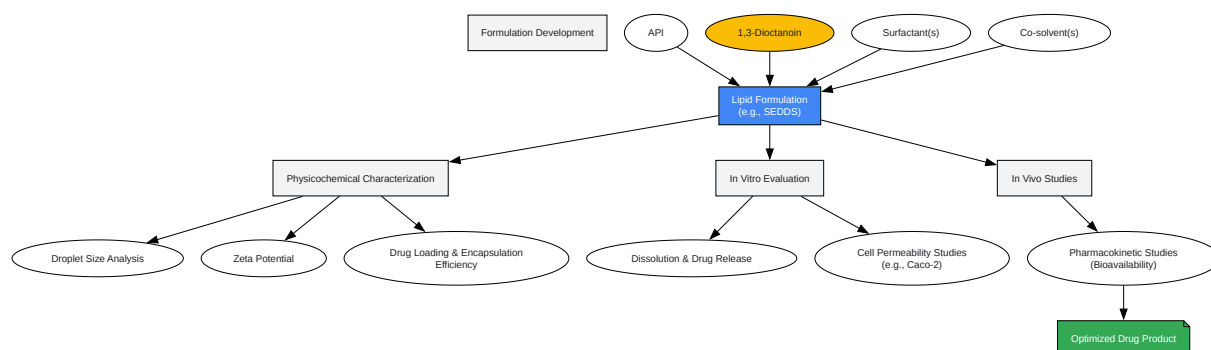 Formulation Development
API
1,3-Dioctanoin
Surfactant(s)
Co-solvent(s)
Lipid Formulation
(e.g., SEDDS)
Physicochemical Characterization
In Vitro Evaluation
In Vivo Studies
Droplet Size Analysis
Zeta Potential
Drug Loading & Encapsulation
Efficiency
Dissolution & Drug Release
Cell Permeability Studies
(e.g., Caco-2)
Pharmacokinetic Studies
(Bioavailability)
Optimized Drug Product